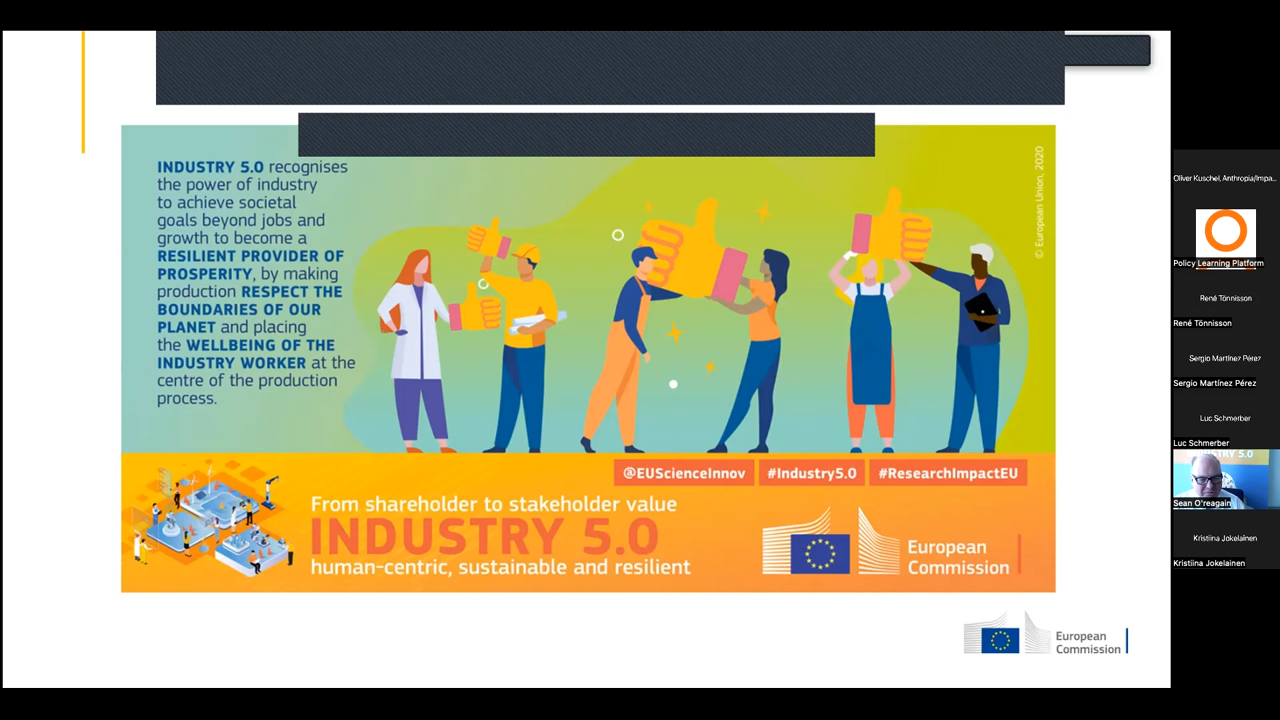 INDUSTRY 5.0 recognises
the power of industry
to achieve societal
goals beyond jobs and
growth to become a
RESILIENT PROVIDER OF
PROSPERITY, by making
production RESPECT THE
BOUNDARIES OF OUR
PLANET and placing
the WELLBEING OF THE
INDUSTRY WORKER at the
centre of the production
process.
© European Union, 2020
@EUScienceInnov
#Industry5.0
#ResearchImpactEU
From shareholder to stakeholder value
INDUSTRY 5.0
human-centric, sustainable and resilient
European
Commission
European
Commission
Oliver Kuschel, Anthropia/Impa...
Policy Learning Platform
René Tõnnisson
René Tõnnisson
Sergio Martínez Pérez
Sergio Martínez Pérez
Luc Schmerber
Luc Schmerber
Sean O'reagain
Kristiina Jokelainen
Kristiina Jokelainen